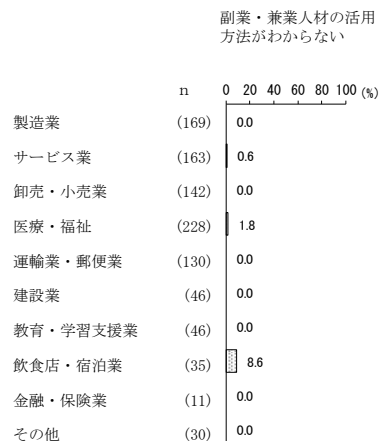 副業・兼業人材の活用
方法がわからない
n 0 20 40 60 80 100 (%)
製造業 (169) 0.0
サービス業 (163) 0.6
卸売・小売業 (142) 0.0
医療・福祉 (228) 1.8
運輸業・郵便業 (130) 0.0
建設業 (46) 0.0
教育・学習支援業 (46) 0.0
飲食店・宿泊業 (35) 8.6
金融・保険業 (11) 0.0
その他 (30) 0.0